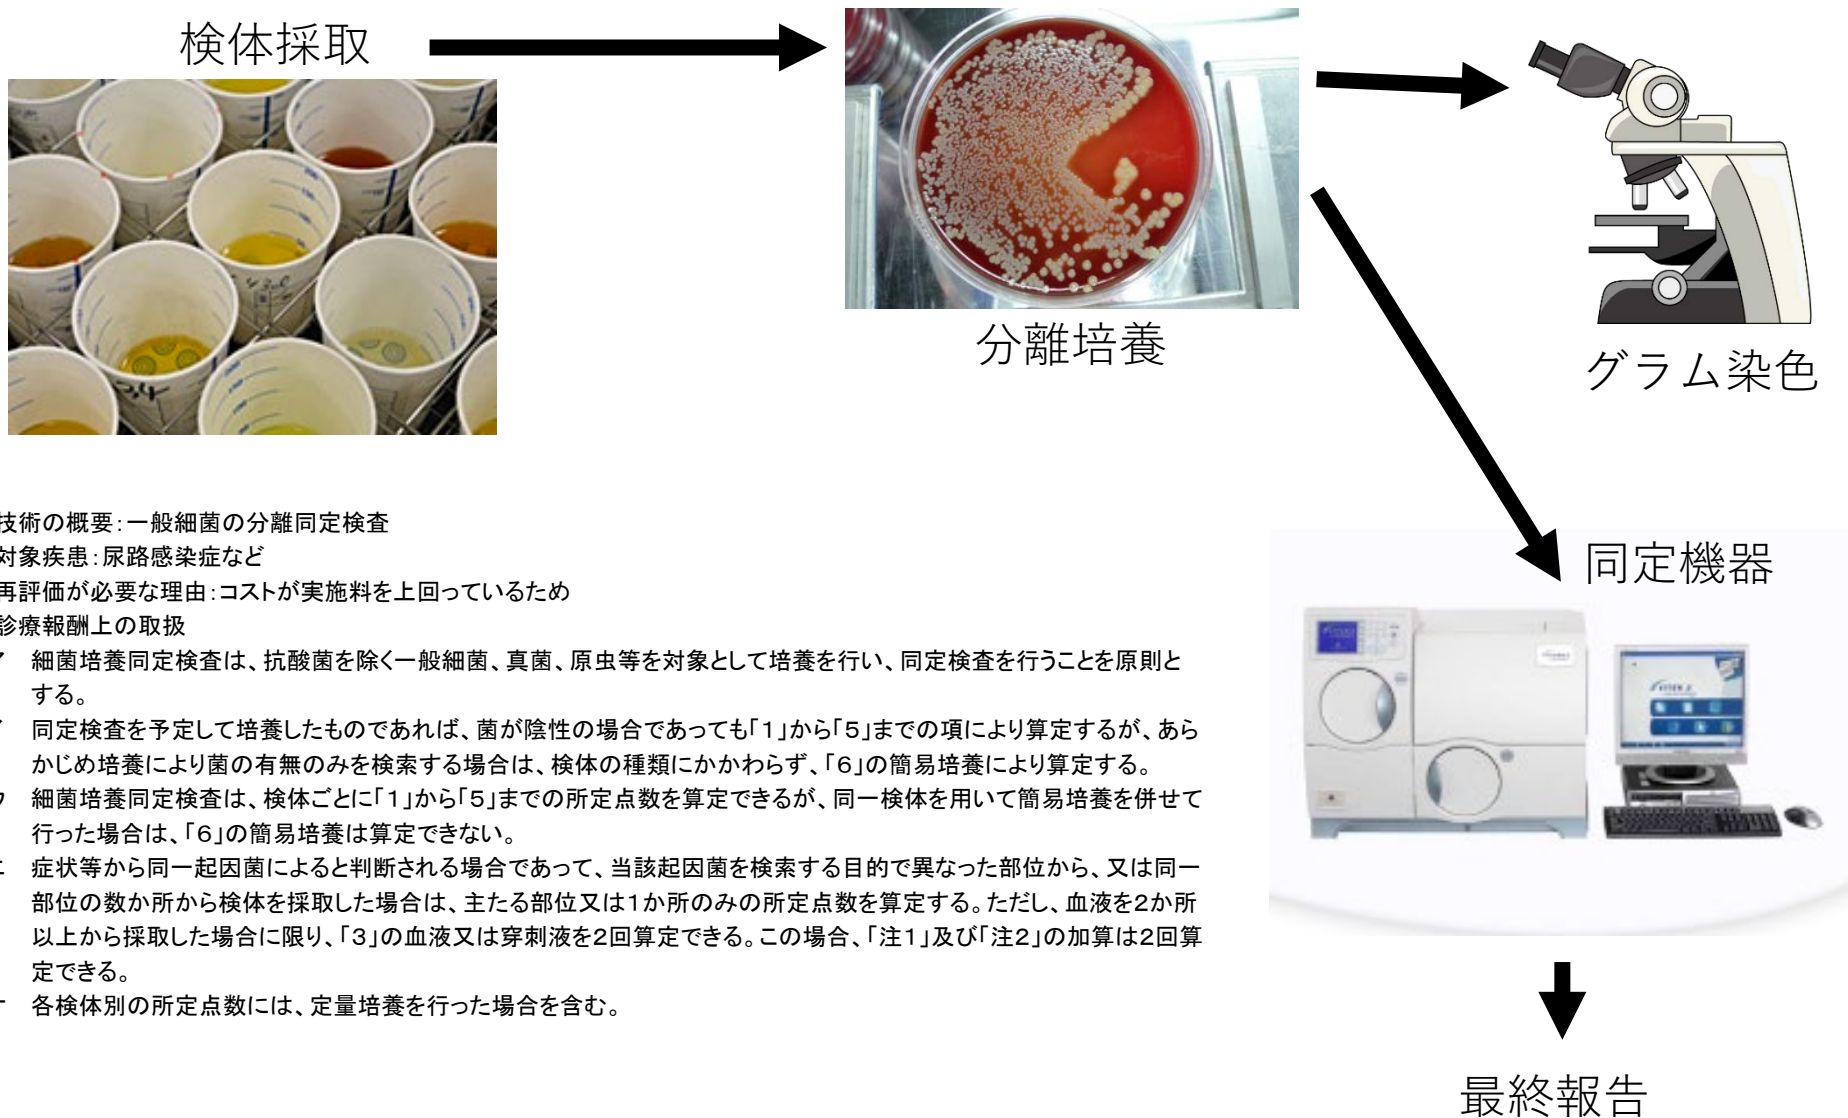 検体採取
分離培養
グラム染色
同定機器
最終報告
技術の概要：一般細菌の分離同定検査
対象疾患：尿路感染症など
再評価が必要な理由：コストが実施料を上回っているため
診療報酬上の取扱
細菌培養同定検査は、抗酸菌を除く一般細菌、真菌、原虫等を対象として培養を行い、同定検査を行うことを原則と
する。
同定検査を予定して培養したものであれば、菌が陰性の場合であっても「１」から「５」までの項により算定するが、あら
かじめ培養により菌の有無のみを検索する場合は、検体の種類にかかわらず、「６」の簡易培養により算定する。
細菌培養同定検査は、検体ごとに「１」から「５」までの所定点数を算定できるが、同一検体を用いて簡易培養を併せて
行った場合は、「６」の簡易培養は算定できない。
症状等から同一起因菌によると判断される場合であって、当該起因菌を検索する目的で異なった部位から、又は同一
部位の数か所から検体を採取した場合は、主たる部位又は１か所のみの所定点数を算定する。ただし、血液を２か所
以上から採取した場合に限り、「３」の血液又は穿刺液を２回算定できる。この場合、「注１」及び「注２」の加算は２回算
定できる。
各検体別の所定点数には、定量培養を行った場合を含む。